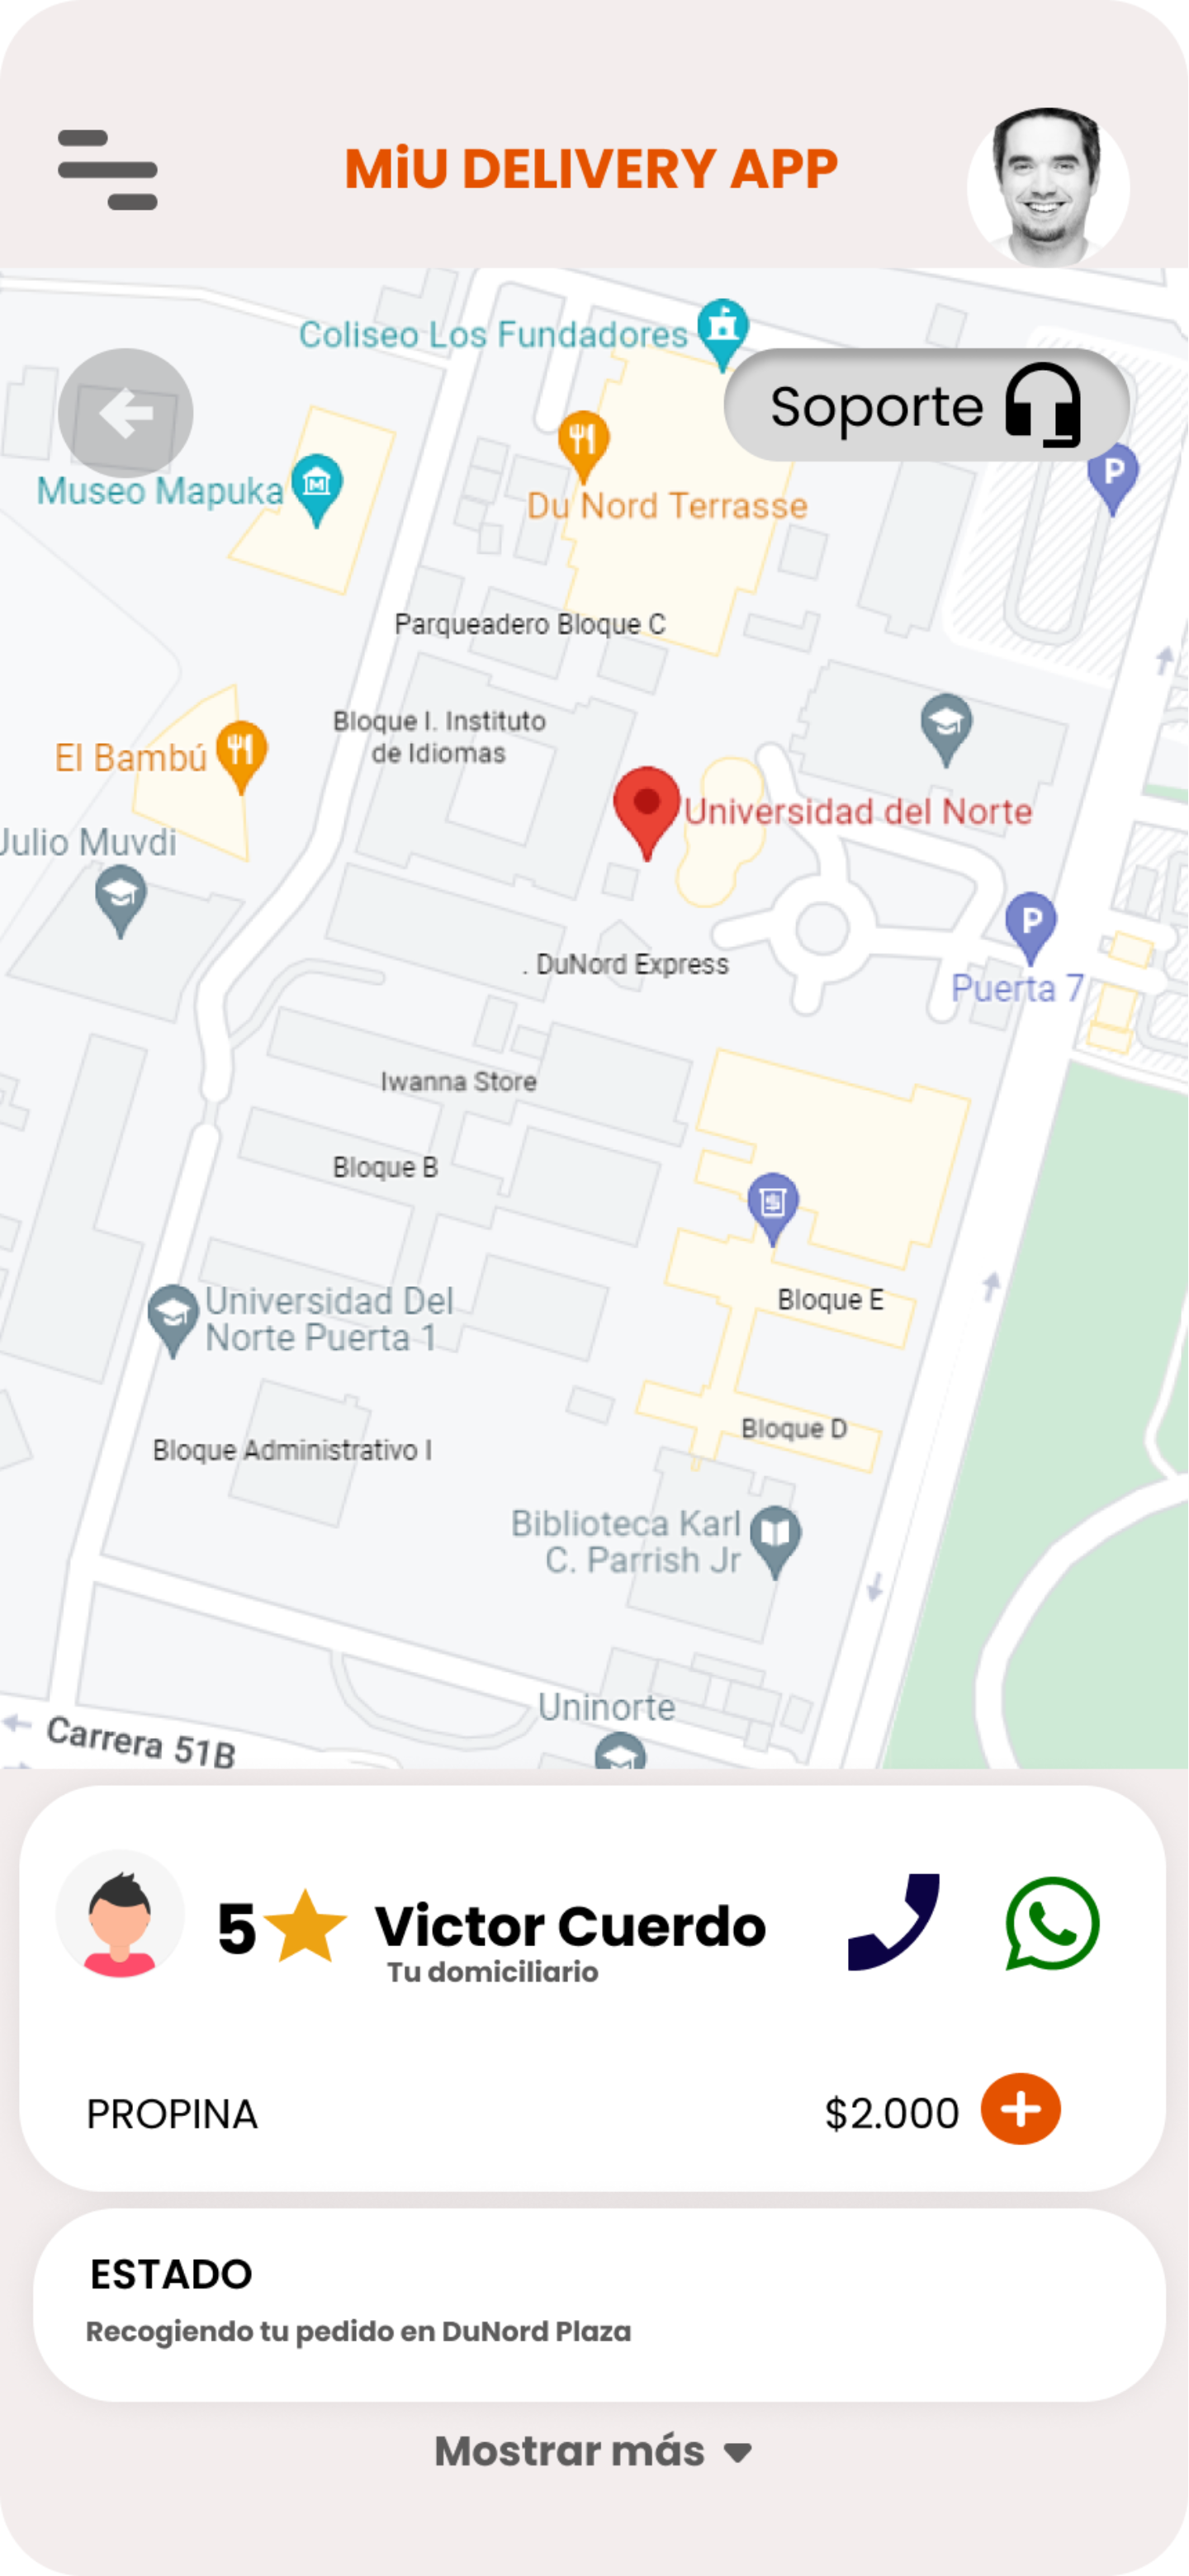 MiU DELIVERY APP
Coliseo Los Fundadores
Soporte
P
Museo Mapuka
M
Du Nord Terrasse
Parqueadero Bloque C
Bloque I. Instituto
de Idiomas
El Bambú
Universidad del Norte
Julio Muvdi
P
. DuNord Express
Puerta 7
Iwanna Store
Bloque B
$
Bloque E
Universidad Del
Norte Puerta 1
Bloque D
Bloque Administrativo I
Biblioteca Karl
C. Parrish Jr
Uninorte
Carrera 51B
5 Victor Cuerdo
Tu domiciliario
PROPINA $2.000 +
ESTADO
Recogiendo tu pedido en DuNord Plaza
Mostrar más